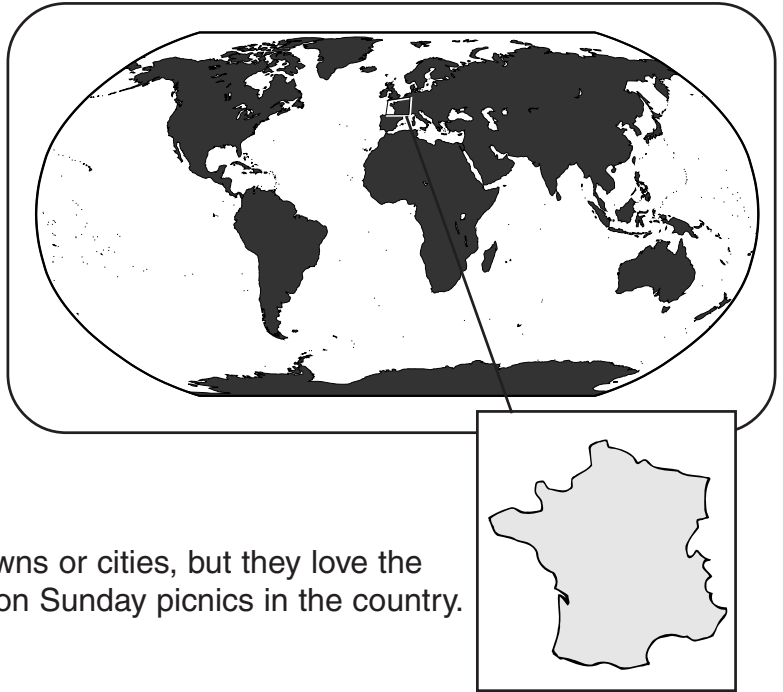 wns or cities, but they love the
on Sunday picnics in the country.